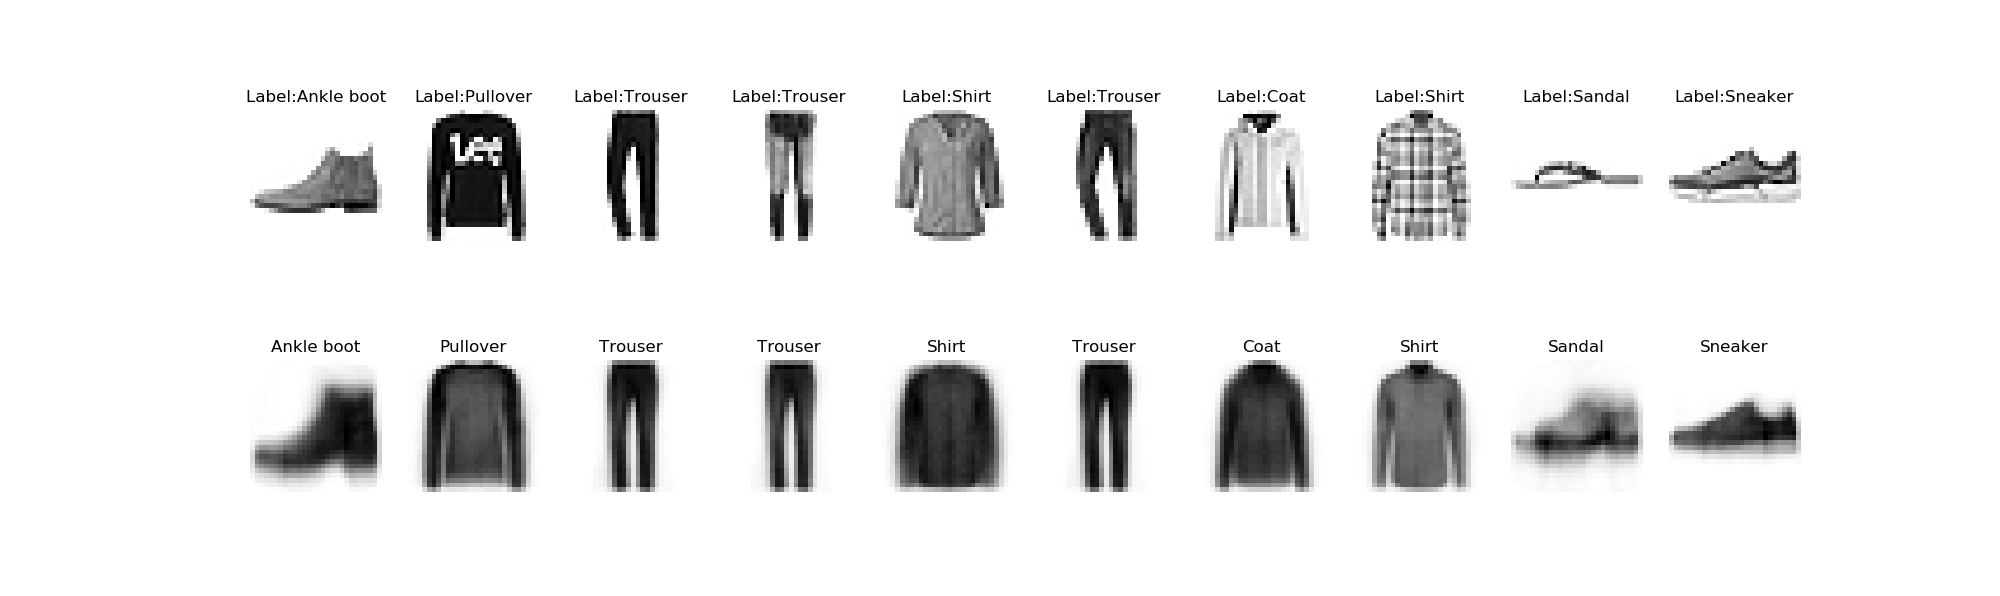 Label:Ankle boot Label:Pullover Label:Trouser Label:Trouser Label:Shirt Label:Trouser Label:Coat Label:Shirt Label:Sandal Label:Sneaker
Lee
Ankle boot Pullover Trouser Trouser Shirt Trouser Coat Shirt Sandal Sneaker